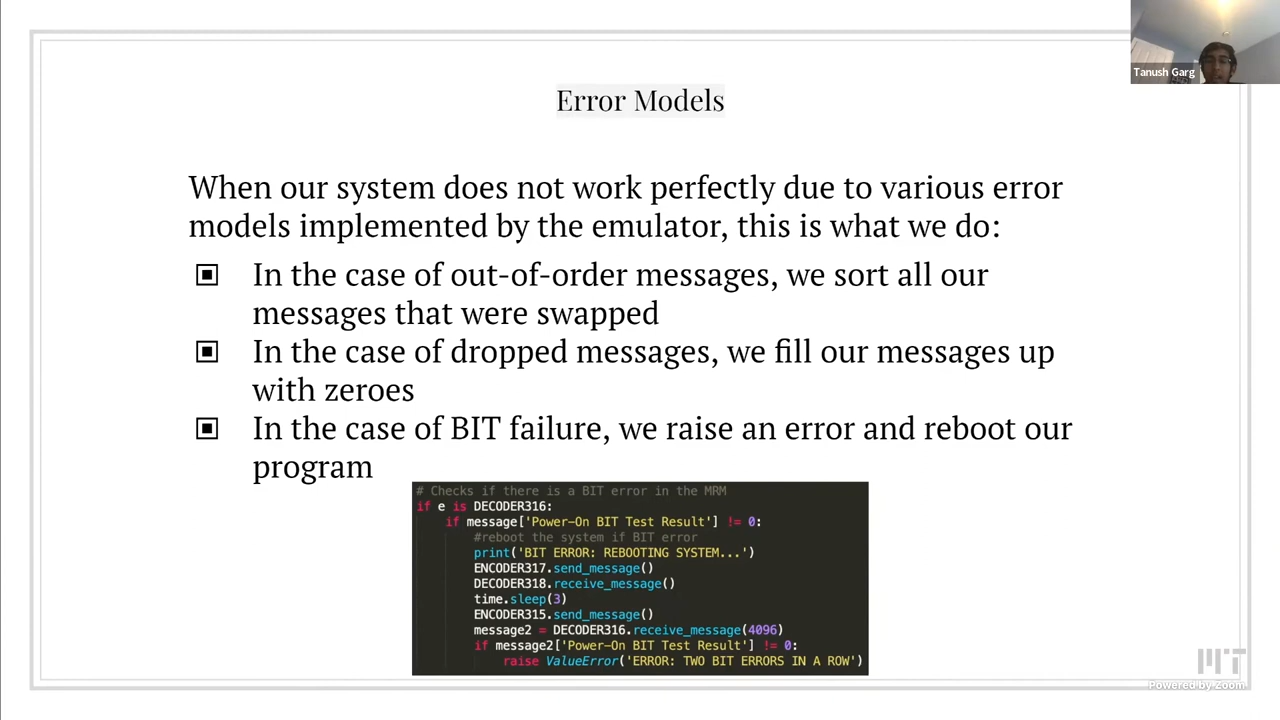 Tanush Garg
Error Models
When our system does not work perfectly due to various error
models implemented by the emulator, this is what we do:
In the case of out-of-order messages, we sort all our
messages that were swapped
In the case of dropped messages, we fill our messages up
with zeroes
In the case of BIT failure, we raise an error and reboot our
program
# Checks if there is a BIT error in the MRM
if e is DECODER316:
if message['Power-On BIT Test Result'] != 0:
#reboot the system if BIT error
print('BIT ERROR: REBOOTING SYSTEM...')
ENCODER317.send_message()
DECODER318.receive_message()
time.sleep(3)
ENCODER315.send_message()
message2 = DECODER316.receive_message(4096)
if message2['Power-On BIT Test Result'] != 0:
raise ValueError('ERROR: TWO BIT ERRORS IN A ROW')
MIT
Powered by Zoom